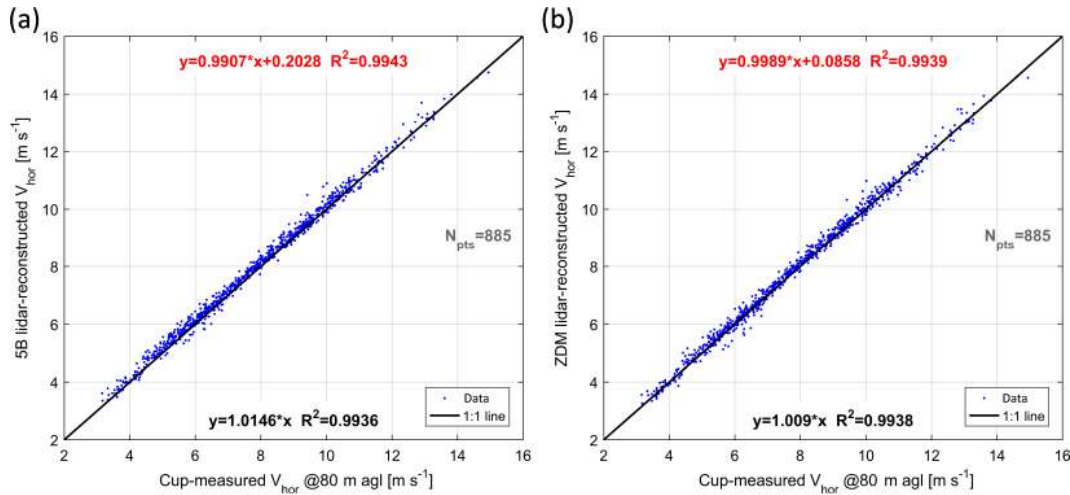 (a)
y=0.9907*x+0.2028 R²=0.9943
16
14
12
10
8
6
4
2
5B lidar-reconstructed V_hor [m s⁻¹]
N_pts=885
Data
1:1 line
y=1.0146*x R²=0.9936
2 4 6 8 10 12 14 16
Cup-measured V_hor @80 m agl [m s⁻¹]
(b)
y=0.9989*x+0.0858 R²=0.9939
16
14
12
10
8
6
4
2
ZDM lidar-reconstructed V_hor [m s⁻¹]
N_pts=885
Data
1:1 line
y=1.009*x R²=0.9938
2 4 6 8 10 12 14 16
Cup-measured V_hor @80 m agl [m s⁻¹]